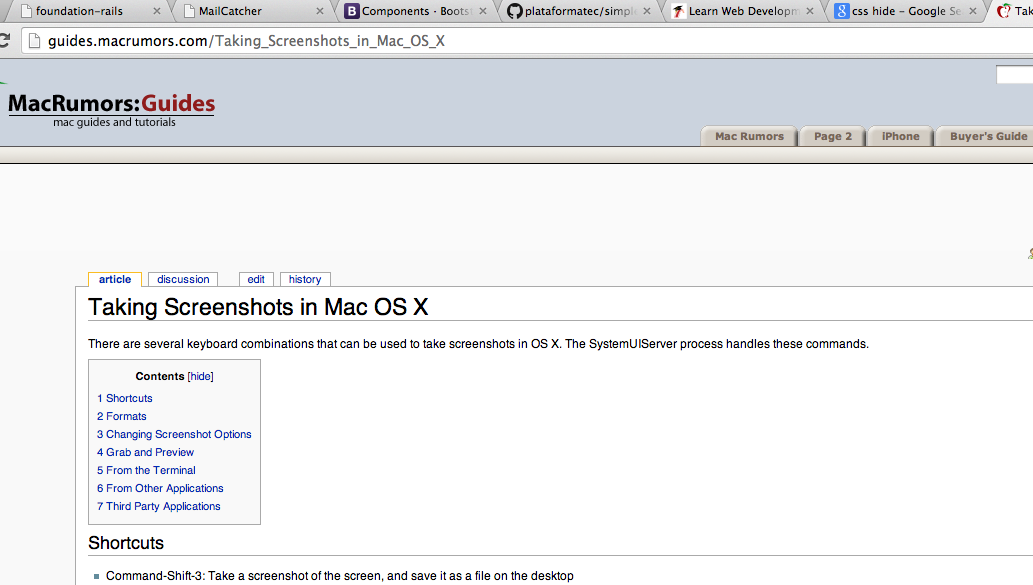 foundation-rails
MailCatcher
B Components · Boots
plataformatec/simple
Learn Web Developm
8 css hide – Google Se
Tak
guides.macrumors.com/Taking_Screenshots_in_Mac_OS_X
MacRumors:Guides
mac guides and tutorials
Mac Rumors
Page 2
iPhone
Buyer's Guide
article
discussion
edit
history
Taking Screenshots in Mac OS X
There are several keyboard combinations that can be used to take screenshots in OS X. The SystemUIServer process handles these commands.
Contents [hide]
1 Shortcuts
2 Formats
3 Changing Screenshot Options
4 Grab and Preview
5 From the Terminal
6 From Other Applications
7 Third Party Applications
Shortcuts
Command-Shift-3: Take a screenshot of the screen, and save it as a file on the desktop